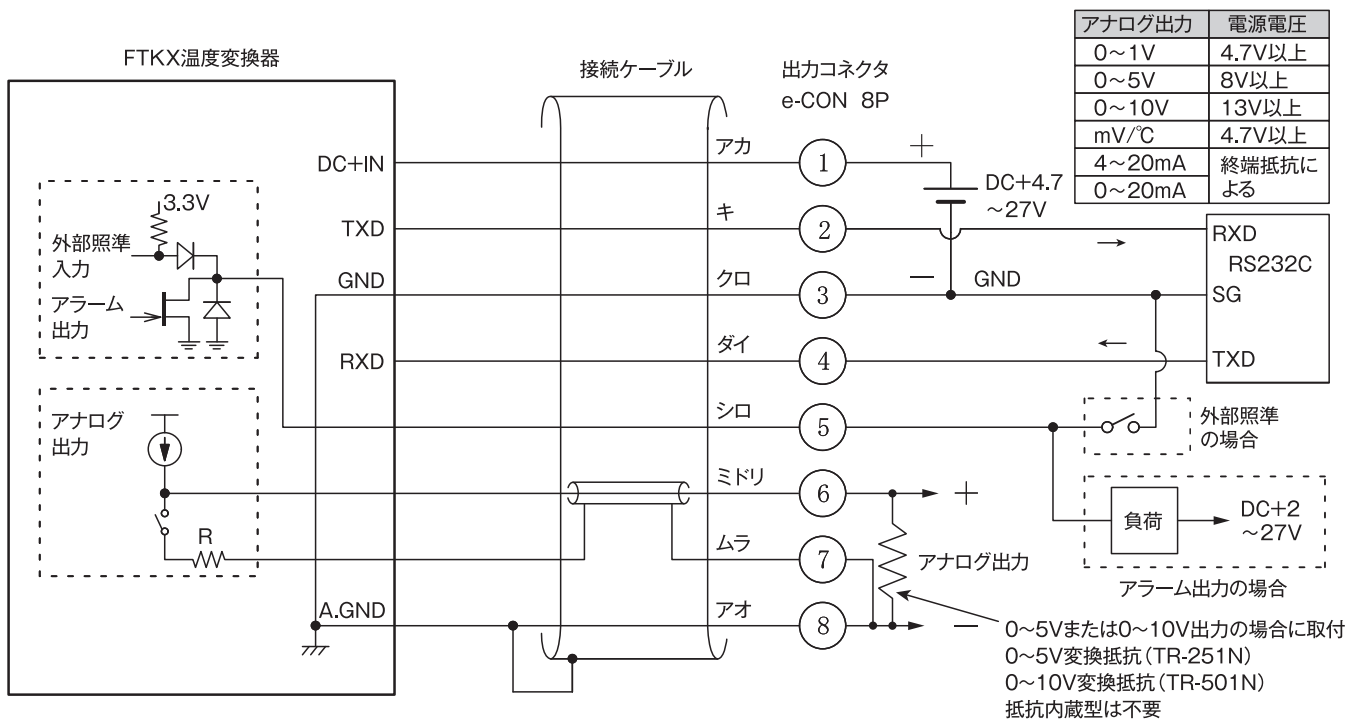 アナログ出力 電源電圧
0～1V 4.7V以上
0～5V 8V以上
0～10V 13V以上
mV/℃ 4.7V以上
4～20mA 終端抵抗に
0～20mA よる
FTKX温度変換器
接続ケーブル
出力コネクタ
e-CON 8P
DC+IN
アカ
1
+
DC+4.7
～27V
TXD
キ
2
→
RXD
RS232C
GND
クロ
3
－
GND
SG
RXD
ダイ
4
←
TXD
3.3V
外部照準
入力
アラーム
出力
シロ
5
外部照準
の場合
アナログ
出力
R
ミドリ
6
+
負荷
DC+2
～27V
アラーム出力の場合
ムラ
7
アナログ出力
A.GND
アオ
8
－
0～5Vまたは0～10V出力の場合に取付
0～5V変換抵抗（TR-251N）
0～10V変換抵抗（TR-501N）
抵抗内蔵型は不要